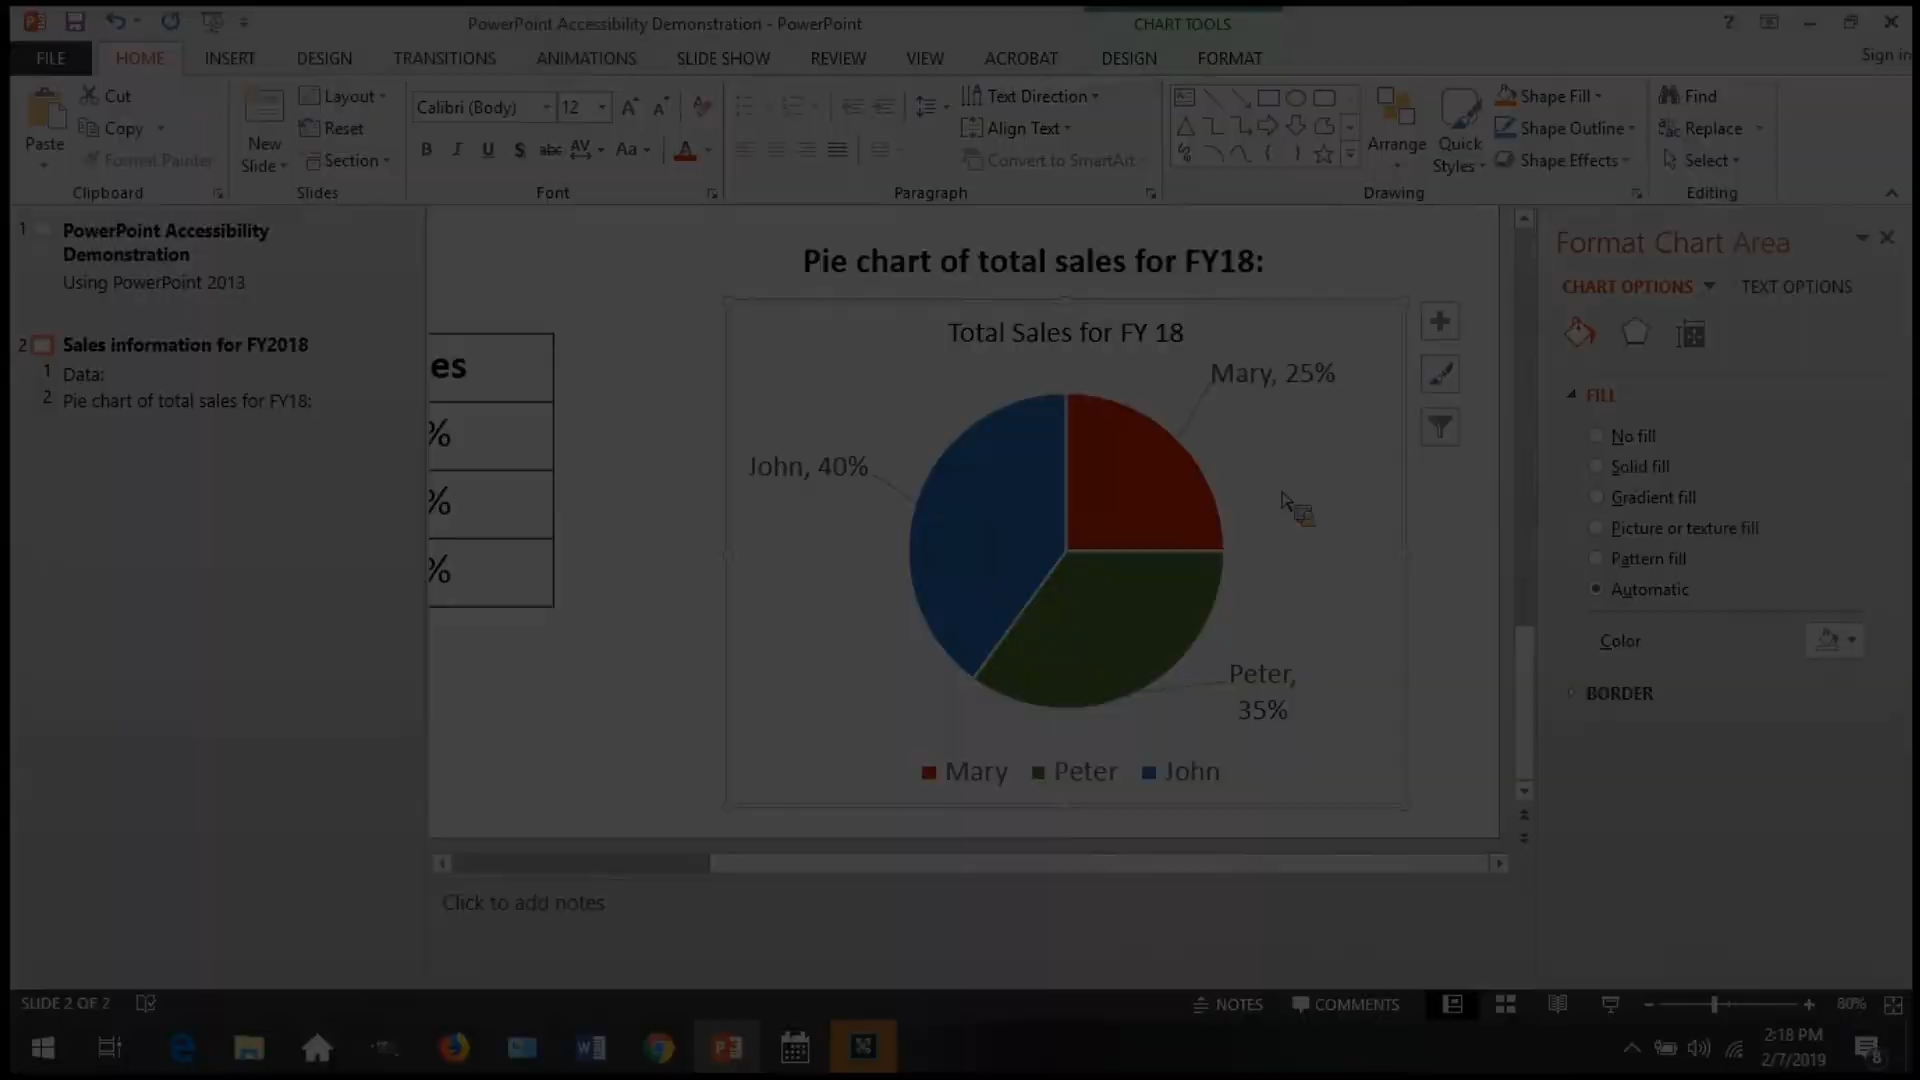 PowerPoint Accessibility Demonstration - PowerPoint
CHART TOOLS
?
FILE
HOME
INSERT
DESIGN
TRANSITIONS
ANIMATIONS
SLIDE SHOW
REVIEW
VIEW
ACROBAT
DESIGN
FORMAT
Sign in
Paste
Cut
Copy
Format Painter
Clipboard
New
Slide
Layout
Reset
Section
Slides
Calibri (Body)
12
B I U S abc AV Aa A
Font
Text Direction
Align Text
Convert to SmartArt
Paragraph
Arrange
Quick
Styles
Shape Fill
Shape Outline
Shape Effects
Drawing
Find
Replace
Select
Editing
1
PowerPoint Accessibility
Demonstration
Using PowerPoint 2013
2
Sales information for FY2018
1 Data:
2 Pie chart of total sales for FY18:
es
%
%
%
Pie chart of total sales for FY18:
Total Sales for FY 18
Mary, 25%
John, 40%
Peter,
35%
Mary Peter John
Click to add notes
Format Chart Area
CHART OPTIONS
TEXT OPTIONS
FILL
No fill
Solid fill
Gradient fill
Picture or texture fill
Pattern fill
Automatic
Color
BORDER
SLIDE 2 OF 2
NOTES
COMMENTS
80%
2:18 PM
2/7/2019
8